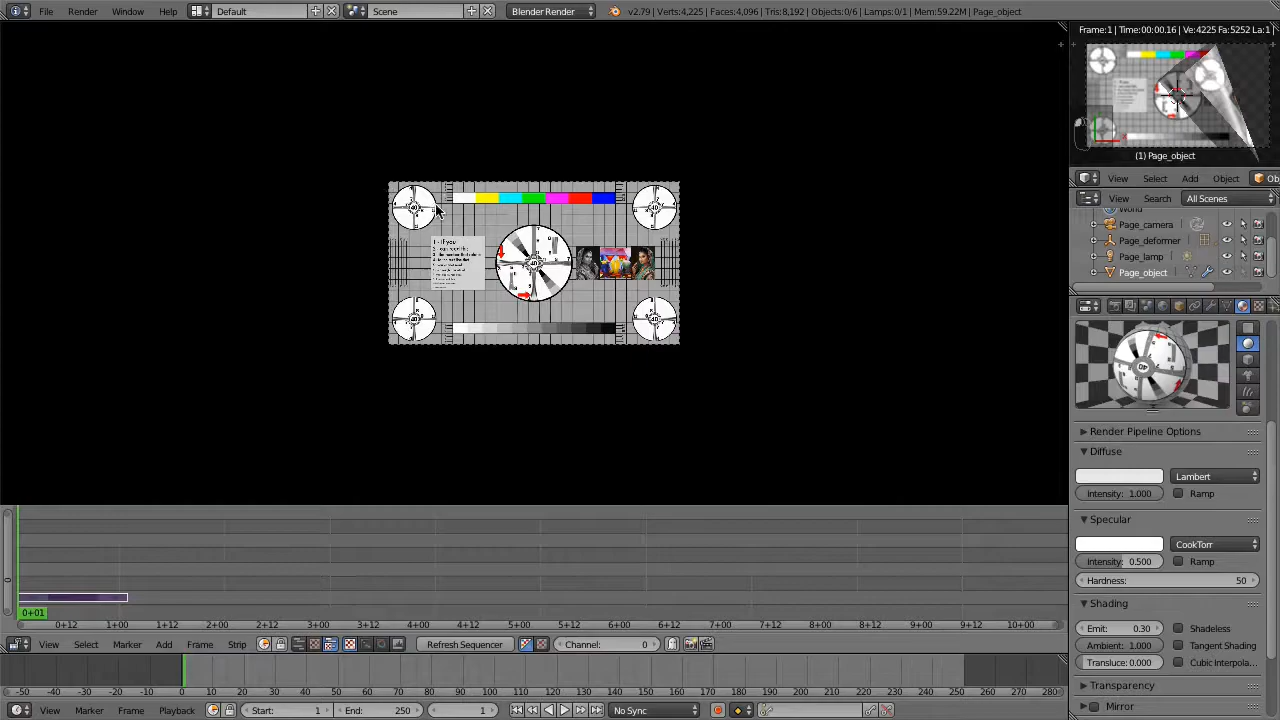 File Render Window Help Default Scene Blender Render v2.79 | Verts:4,225 | Faces:4,096 | Tris:8,192 | Objects:0/6 | Lamps:0/1 | Mem:59.22M | Page_object
Frame:1 | Time:00:00.16 | Ve:4225 Fa:5252 La:1 |
(1) Page_object
View Select Add Object
View Search All Scenes
World
Page_camera
Page_deformer
Page_lamp
Page_object
Render Pipeline Options
Diffuse
Lambert
Intensity: 1.000 Ramp
Specular
CookTorr
Intensity: 0.500 Ramp
Hardness: 50
Shading
Emit: 0.30 Shadeless
Ambient: 1.000 Tangent Shading
Transluc: 0.000 Cubic Interpola...
Transparency
Mirror
1 - If you
0+01
0 0+12 1+00 1+12 2+00 2+12 3+00 3+12 4+00 4+12 5+00 5+12 6+00 6+12 7+00 7+12 8+00 8+12 9+00 9+12 10+00
View Select Marker Add Frame Strip Refresh Sequencer Channel: 0
-50 -40 -30 -20 -10 0 10 20 30 40 50 60 70 80 90 100 110 120 130 140 150 160 170 180 190 200 210 220 230 240 250 260 270 280
View Marker Frame Playback Start: 1 End: 250 1 No Sync